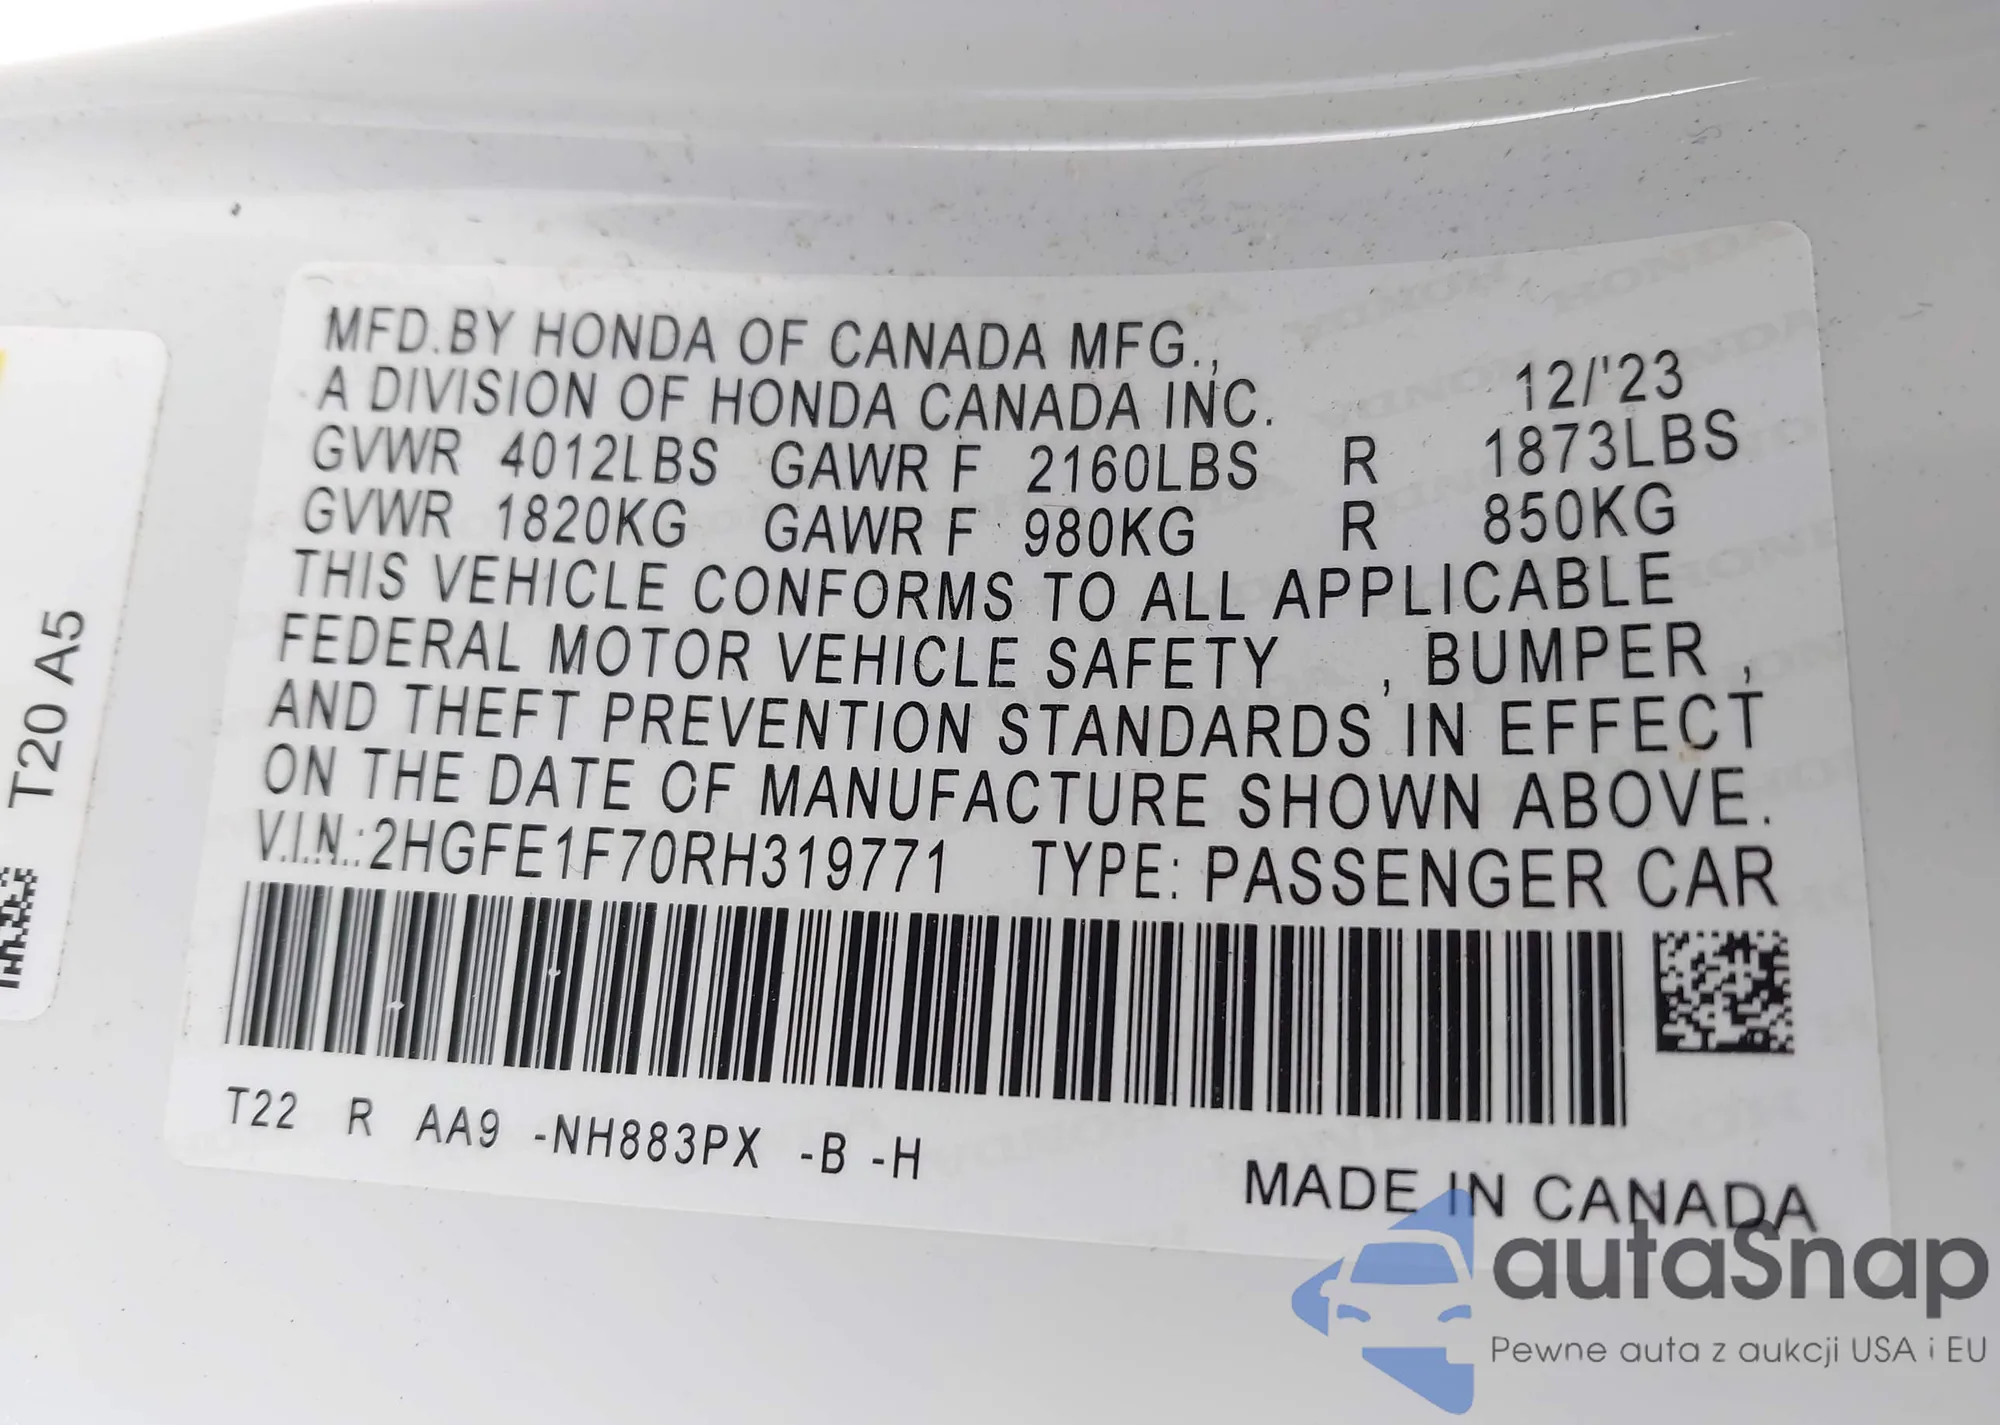 MFD.BY HONDA OF CANADA MFG.,
A DIVISION OF HONDA CANADA INC. 12/'23
GVWR 4012LBS GAWR F 2160LBS R 1873LBS
GVWR 1820KG GAWR F 980KG R 850KG
THIS VEHICLE CONFORMS TO ALL APPLICABLE
FEDERAL MOTOR VEHICLE SAFETY , BUMPER ,
AND THEFT PREVENTION STANDARDS IN EFFECT
ON THE DATE OF MANUFACTURE SHOWN ABOVE.
V.I.N.:2HGFE1F70RH319771 TYPE: PASSENGER CAR
T22 R AA9 -NH883PX -B -H
MADE IN CANADA
T20 A5
autoSnap
Pewne auta z aukcji USA i EU